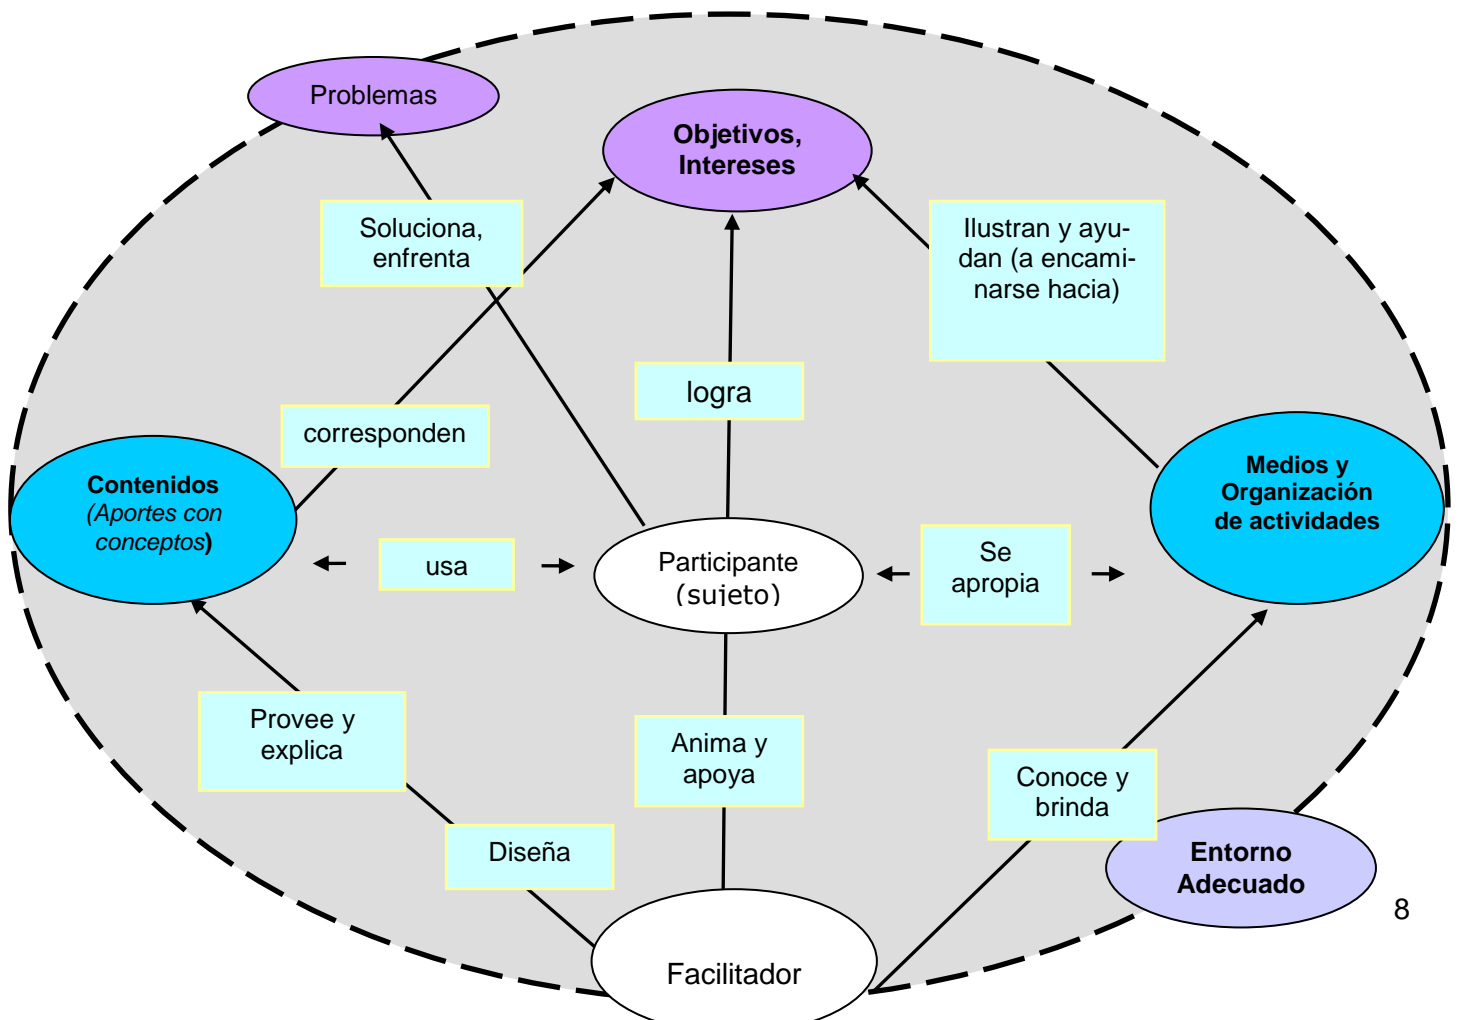 Problemas
Objetivos,
Intereses
Soluciona,
enfrenta
Ilustran y ayu-
dan (a encami-
narse hacia)
logra
corresponden
Contenidos
(Aportes con
conceptos)
Medios y
Organización
de actividades
usa
Participante
(sujeto)
Se
apropia
Provee y
explica
Anima y
apoya
Conoce y
brinda
Diseña
Entorno
Adecuado
8
Facilitador